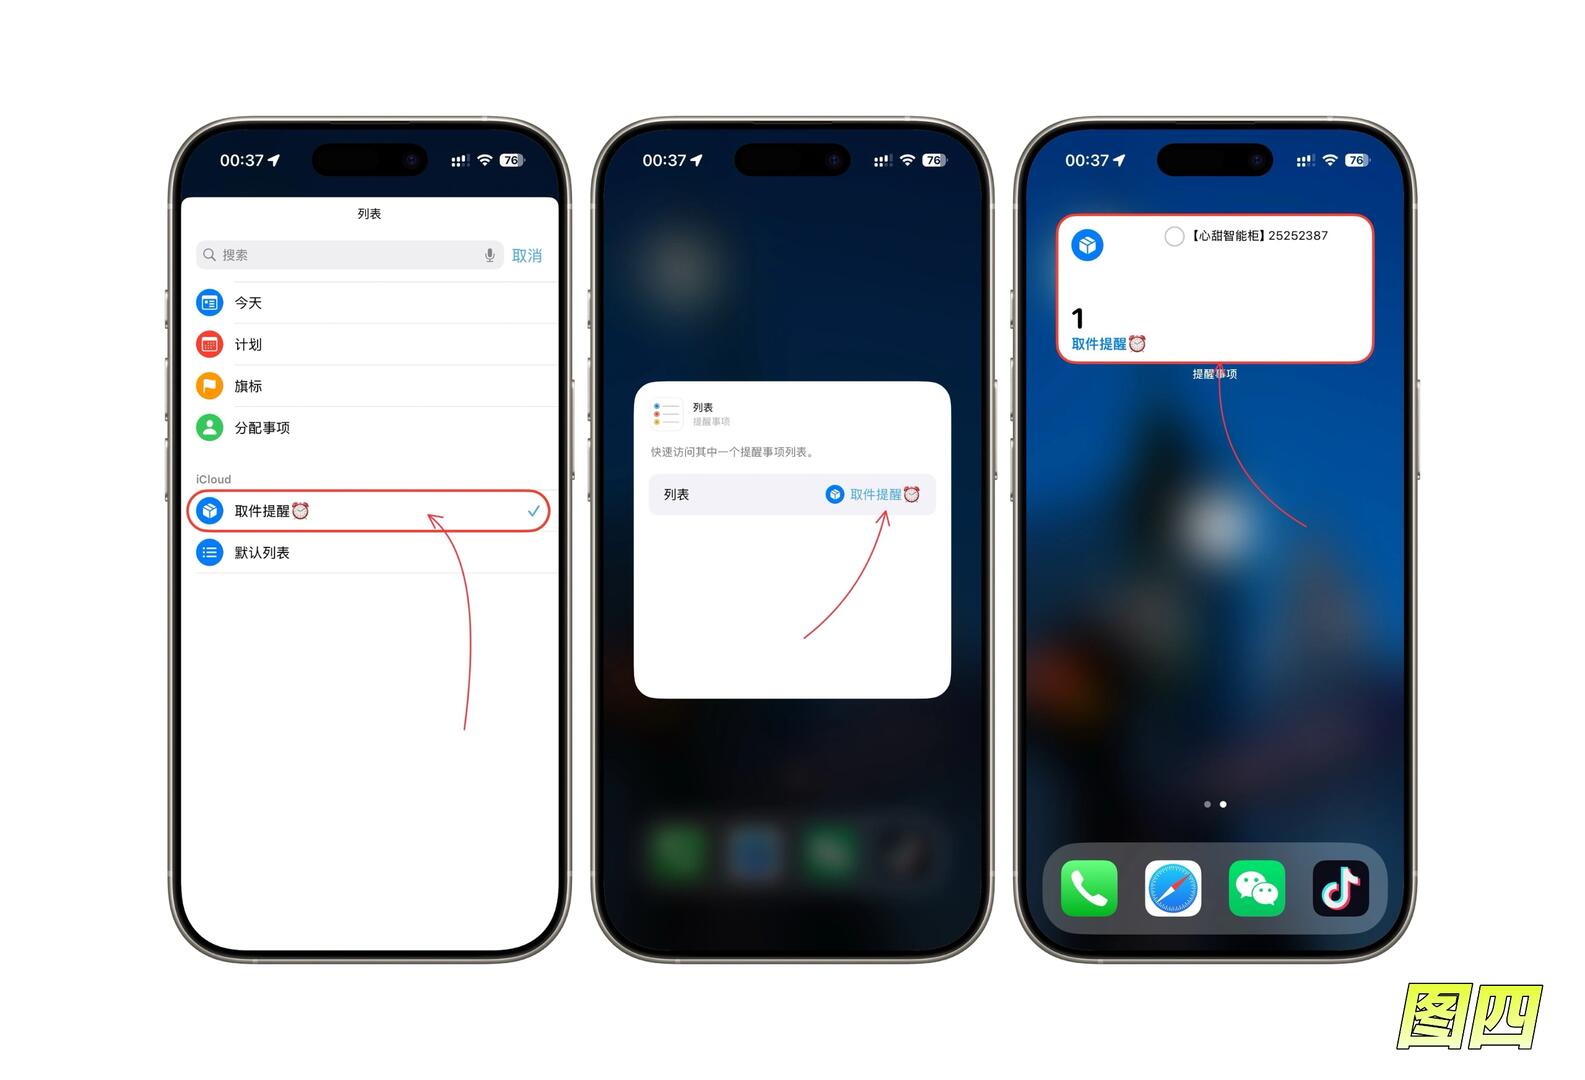 00:37
76
列表
搜索
取消
今天
计划
旗标
分配事项
iCloud
取件提醒⏰
默认列表
00:37
76
列表
提醒事项
快速访问其中一个提醒事项列表。
列表
取件提醒⏰
00:37
76
【心甜智能柜】25252387
1
取件提醒⏰
提醒事项
图四